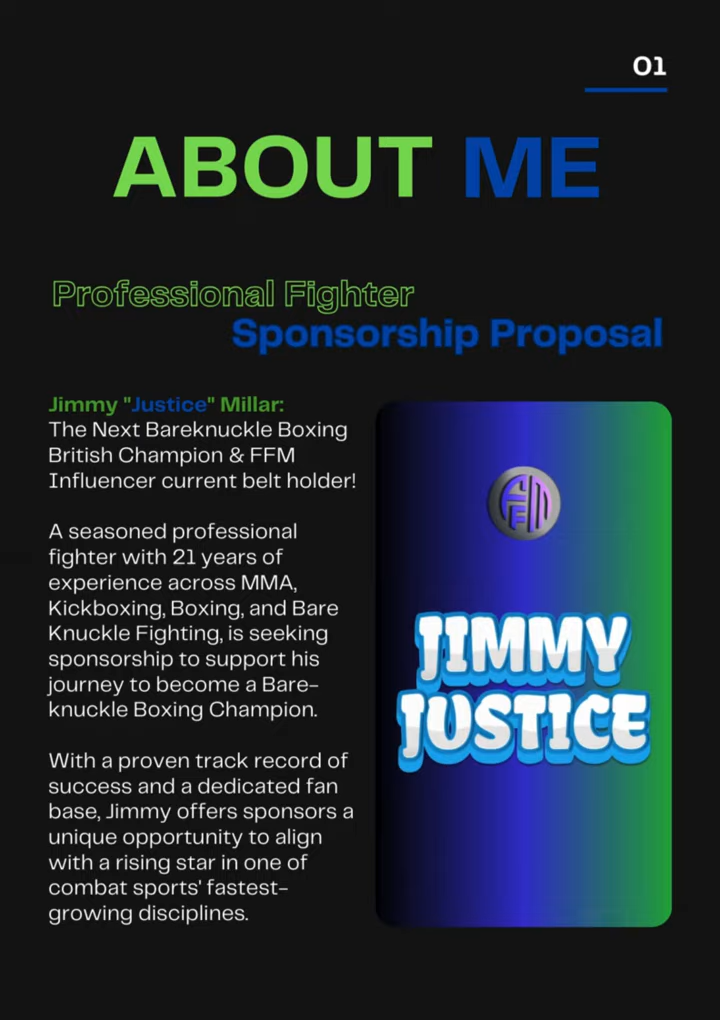 01
ABOUT ME
Professional Fighter
Sponsorship Proposal
Jimmy "Justice" Millar:
The Next Bareknuckle Boxing
British Champion & FFM
Influencer current belt holder!
A seasoned professional
fighter with 21 years of
experience across MMA,
Kickboxing, Boxing, and Bare
Knuckle Fighting, is seeking
sponsorship to support his
journey to become a Bare-
knuckle Boxing Champion.
With a proven track record of
success and a dedicated fan
base, Jimmy offers sponsors a
unique opportunity to align
with a rising star in one of
combat sports' fastest-
growing disciplines.
JIMMY
JUSTICE